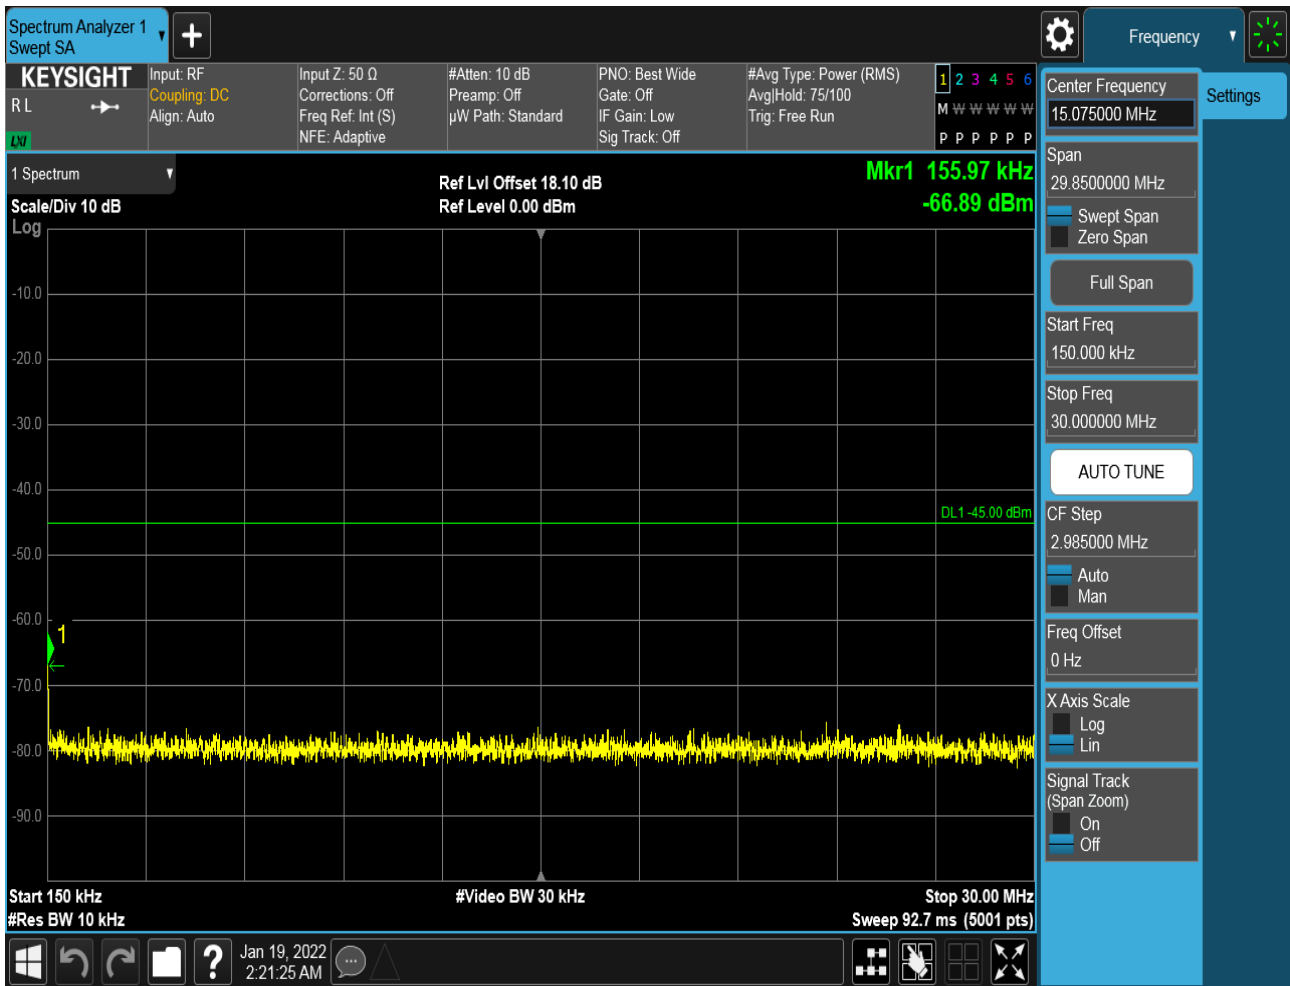 Spectrum Analyzer 1
Swept SA
Frequency
KEYSIGHT
R L
LXI
Input: RF
Coupling: DC
Align: Auto
Input Z: 50 Ω
Corrections: Off
Freq Ref: Int (S)
NFE: Adaptive
#Atten: 10 dB
Preamp: Off
µW Path: Standard
PNO: Best Wide
Gate: Off
IF Gain: Low
Sig Track: Off
#Avg Type: Power (RMS)
Avg|Hold: 75/100
Trig: Free Run
1 2 3 4 5 6
M W W W W W
P P P P P P
1 Spectrum
Scale/Div 10 dB
Log
Ref Lvl Offset 18.10 dB
Ref Level 0.00 dBm
Mkr1 155.97 kHz
-66.89 dBm
-10.0
-20.0
-30.0
-40.0
DL1 -45.00 dBm
-50.0
-60.0
1
-70.0
-80.0
-90.0
Start 150 kHz
#Res BW 10 kHz
#Video BW 30 kHz
Stop 30.00 MHz
Sweep 92.7 ms (5001 pts)
Jan 19, 2022
2:21:25 AM
?
Center Frequency
15.075000 MHz
Settings
Span
29.8500000 MHz
Swept Span
Zero Span
Full Span
Start Freq
150.000 kHz
Stop Freq
30.000000 MHz
AUTO TUNE
CF Step
2.985000 MHz
Auto
Man
Freq Offset
0 Hz
X Axis Scale
Log
Lin
Signal Track
(Span Zoom)
On
Off